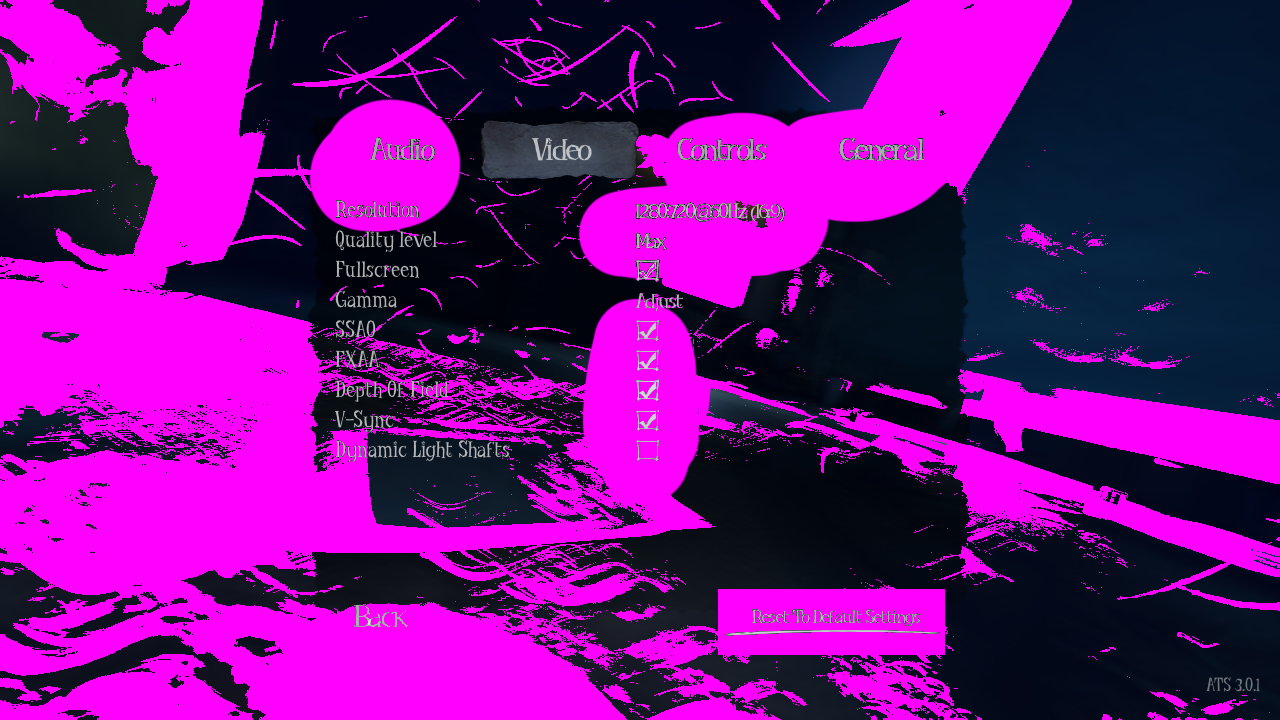 Audio Video Controls General
Resolution 1280x720@60Hz (16:9)
Quality level Max
Fullscreen
Gamma Adjust
SSAO
FXAA
Depth Of Field
V-Sync
Dynamic Light Shafts
Back Reset To Default Settings
ATS 3.0.1